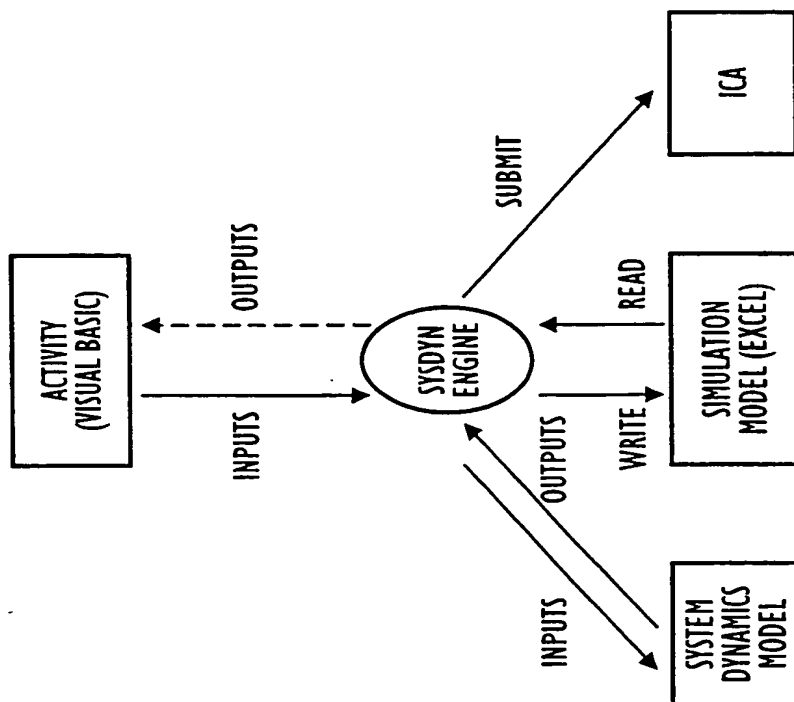 ACTIVITY
(VISUAL BASIC)
INPUTS
OUTPUTS
SYSDYN
ENGINE
SUBMIT
INPUTS
OUTPUTS
WRITE
READ
SYSTEM
DYNAMICS
MODEL
SIMULATION
MODEL (EXCEL)
ICA